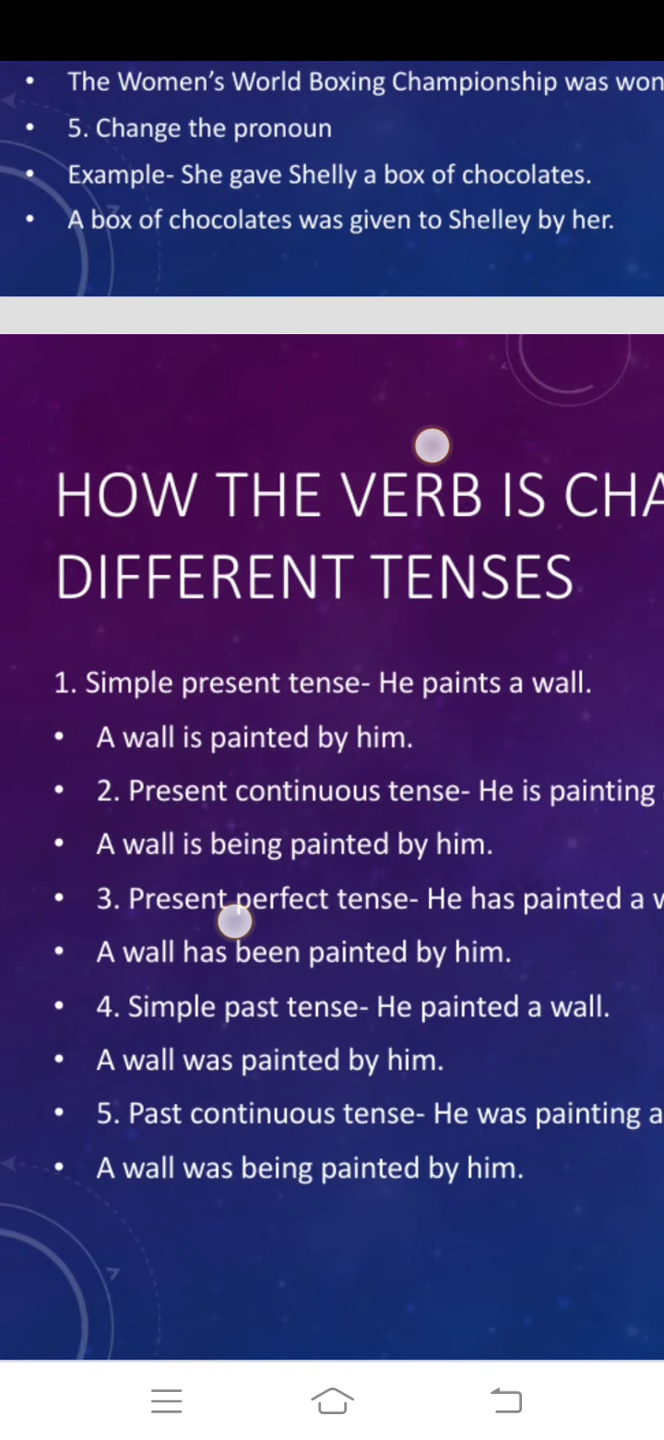 • The Women's World Boxing Championship was won
• 5. Change the pronoun
• Example- She gave Shelly a box of chocolates.
• A box of chocolates was given to Shelley by her.
HOW THE VERB IS CHA
DIFFERENT TENSES
1. Simple present tense- He paints a wall.
• A wall is painted by him.
• 2. Present continuous tense- He is painting
• A wall is being painted by him.
• 3. Present perfect tense- He has painted a w
• A wall has been painted by him.
• 4. Simple past tense- He painted a wall.
• A wall was painted by him.
• 5. Past continuous tense- He was painting a
• A wall was being painted by him.